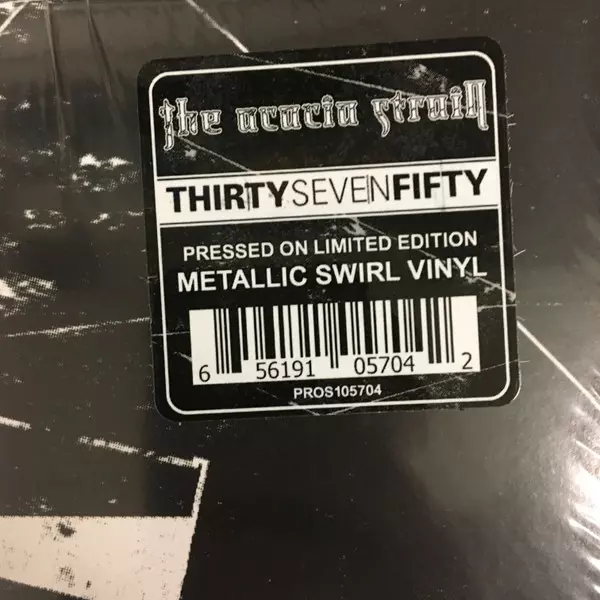 the acacia strain
THIRTYSEVENFIFTY
PRESSED ON LIMITED EDITION
METALLIC SWIRL VINYL
6 56191 05704 2
PROS105704